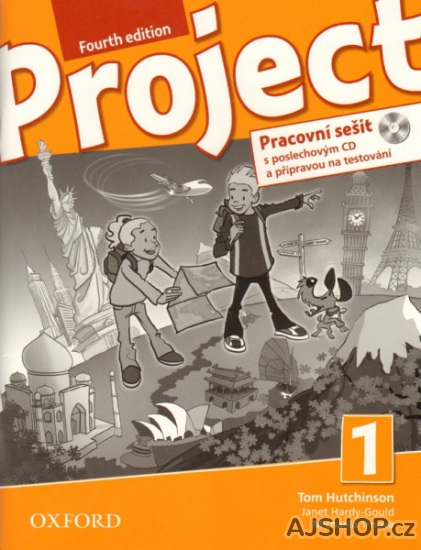 Fourth edition
Project
Pracovní sešit
s poslechovým CD
a přípravou na testování
1
Tom Hutchinson
Janet Hardy-Gould
OXFORD
AJSHOP.cz